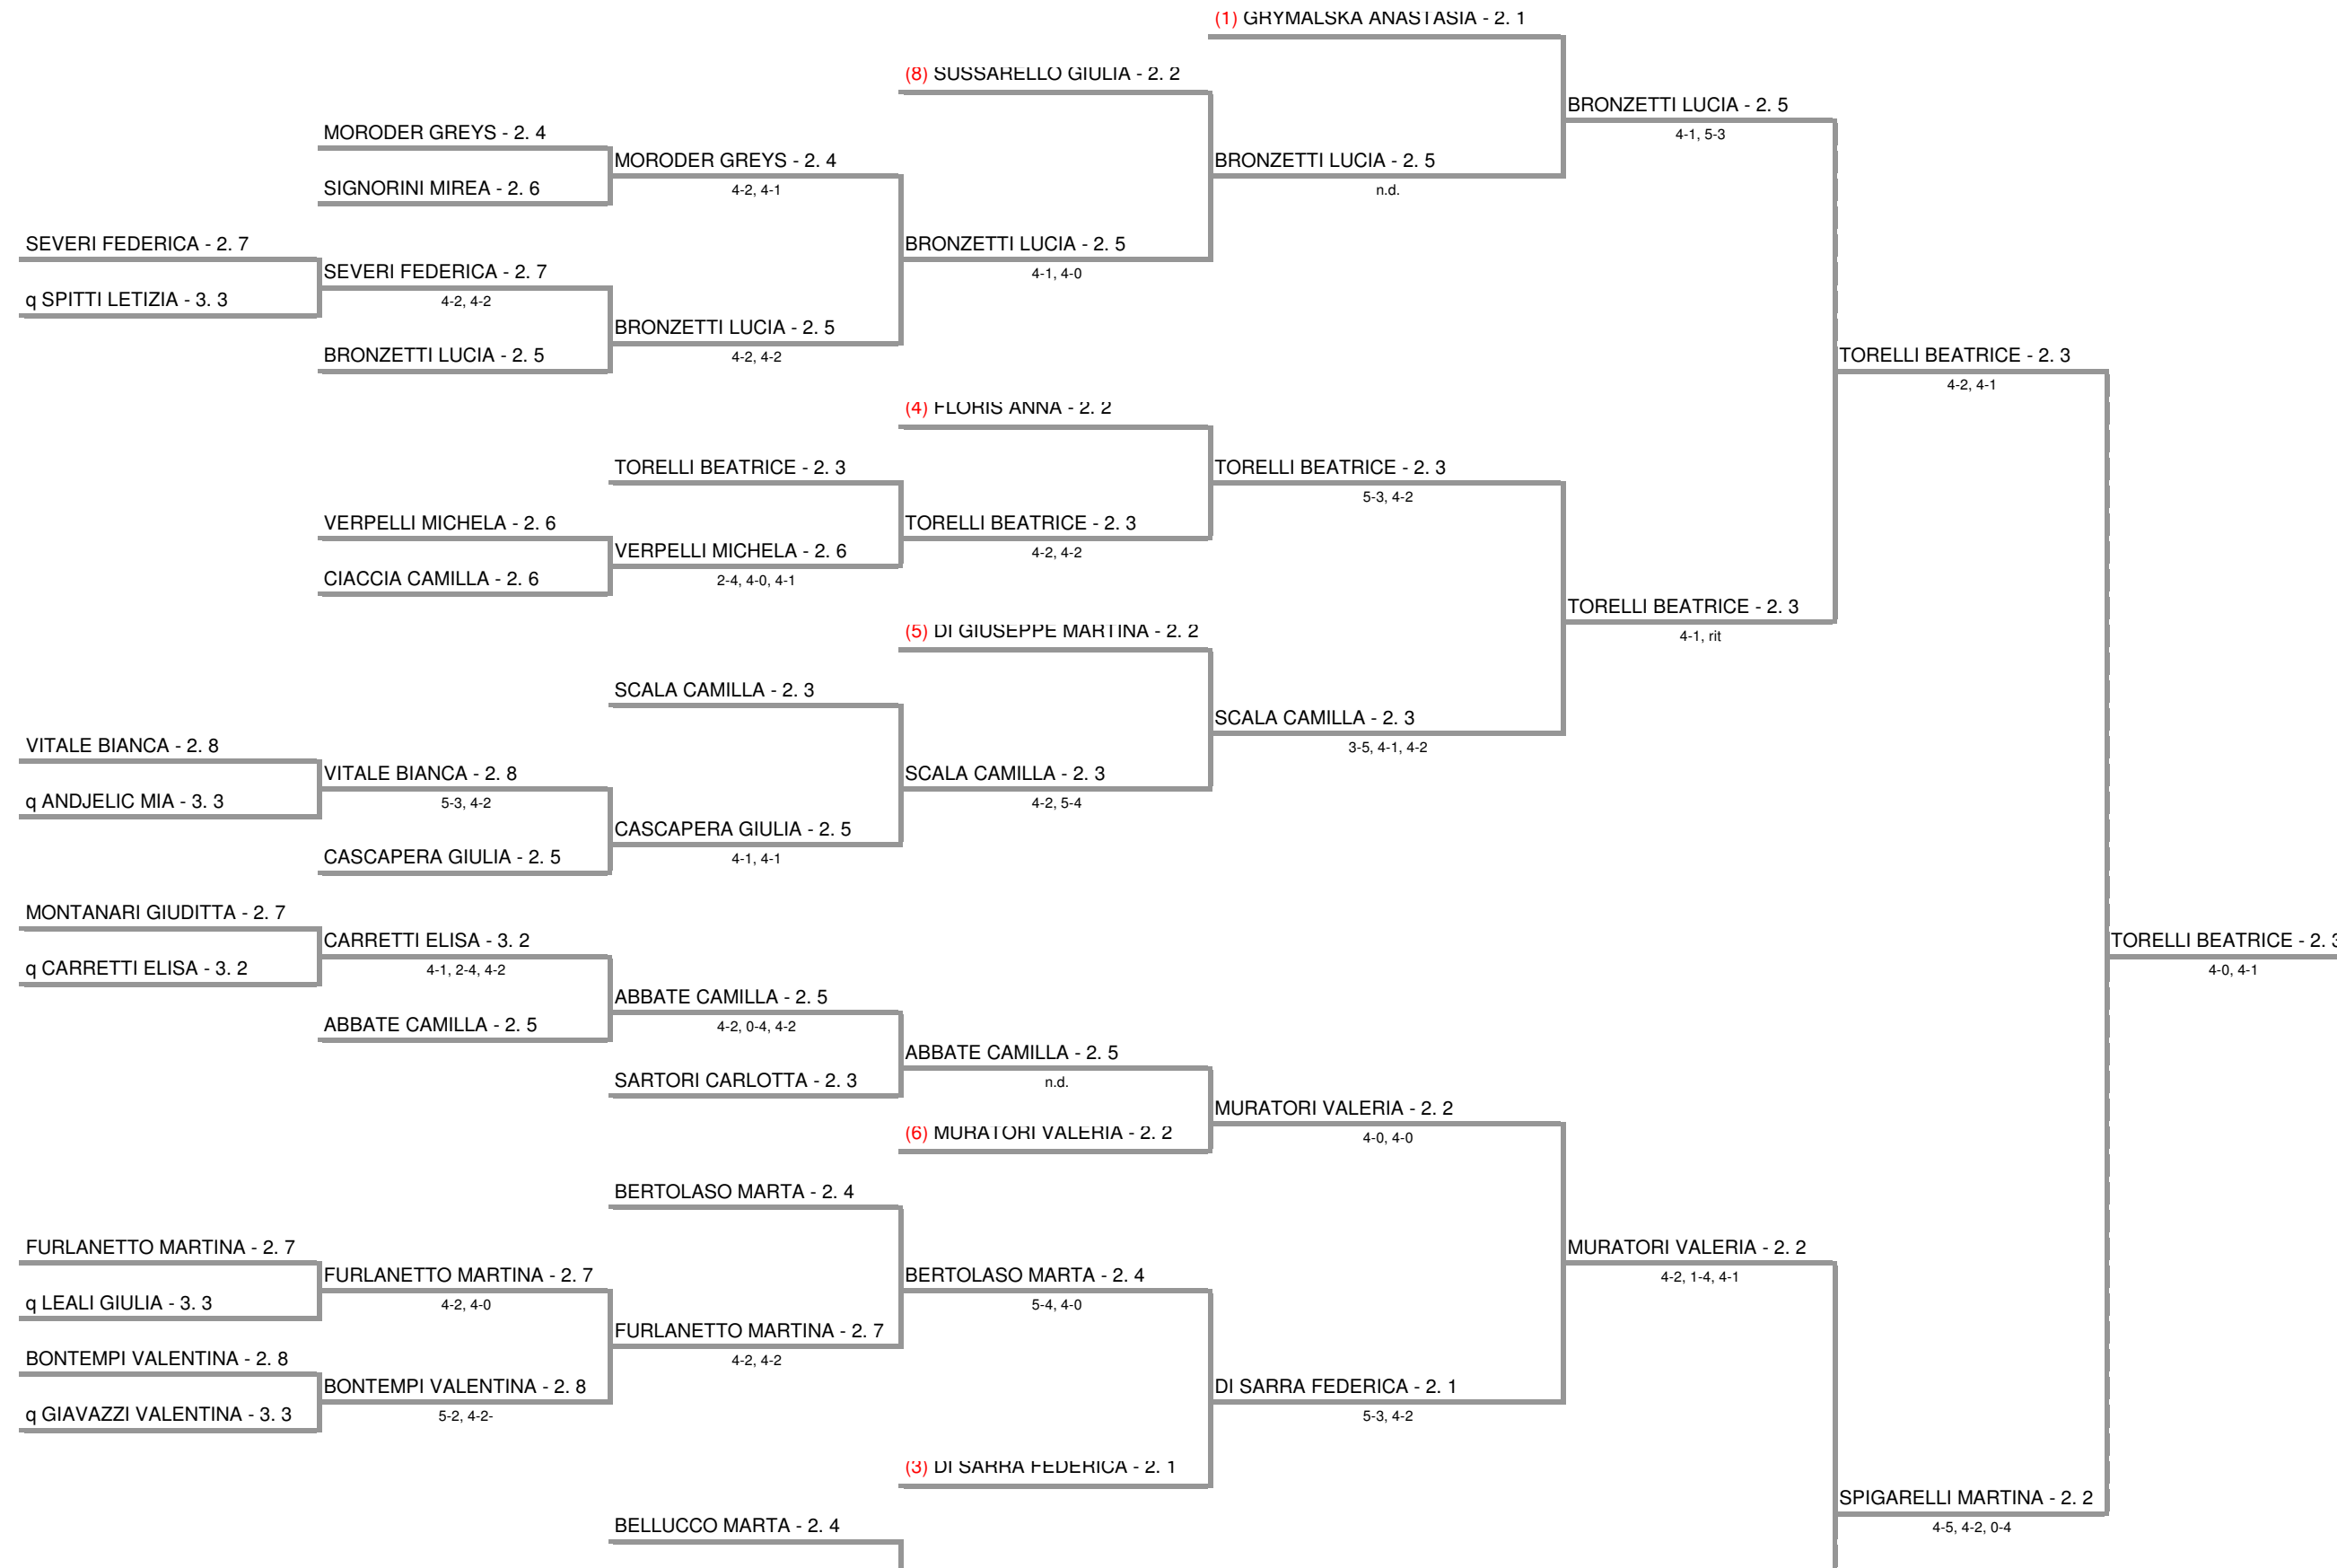 (1) GRYMALSKA ANASTASIA - 2. 1
(8) SUSSARELLO GIULIA - 2. 2
BRONZETTI LUCIA - 2. 5
4-1, 5-3
MORODER GREYS - 2. 4
MORODER GREYS - 2. 4
4-2, 4-1
BRONZETTI LUCIA - 2. 5
n.d.
SIGNORINI MIREA - 2. 6
SEVERI FEDERICA - 2. 7
BRONZETTI LUCIA - 2. 5
4-1, 4-0
SEVERI FEDERICA - 2. 7
4-2, 4-2
q SPITTI LETIZIA - 3. 3
BRONZETTI LUCIA - 2. 5
4-2, 4-2
BRONZETTI LUCIA - 2. 5
TORELLI BEATRICE - 2. 3
4-2, 4-1
(4) FLORIS ANNA - 2. 2
TORELLI BEATRICE - 2. 3
TORELLI BEATRICE - 2. 3
5-3, 4-2
VERPELLI MICHELA - 2. 6
TORELLI BEATRICE - 2. 3
4-2, 4-2
VERPELLI MICHELA - 2. 6
2-4, 4-0, 4-1
CIACCIA CAMILLA - 2. 6
TORELLI BEATRICE - 2. 3
4-1, rit
(5) DI GIUSEPPE MARTINA - 2. 2
SCALA CAMILLA - 2. 3
SCALA CAMILLA - 2. 3
3-5, 4-1, 4-2
VITALE BIANCA - 2. 8
VITALE BIANCA - 2. 8
5-3, 4-2
SCALA CAMILLA - 2. 3
4-2, 5-4
q ANDJELIC MIA - 3. 3
CASCAPERA GIULIA - 2. 5
4-1, 4-1
CASCAPERA GIULIA - 2. 5
MONTANARI GIUDITTA - 2. 7
CARRETTI ELISA - 3. 2
4-1, 2-4, 4-2
TORELLI BEATRICE - 2. 3
4-0, 4-1
q CARRETTI ELISA - 3. 2
ABBATE CAMILLA - 2. 5
4-2, 0-4, 4-2
ABBATE CAMILLA - 2. 5
ABBATE CAMILLA - 2. 5
n.d.
SARTORI CARLOTTA - 2. 3
MURATORI VALERIA - 2. 2
4-0, 4-0
(6) MURATORI VALERIA - 2. 2
BERTOLASO MARTA - 2. 4
FURLANETTO MARTINA - 2. 7
MURATORI VALERIA - 2. 2
4-2, 1-4, 4-1
FURLANETTO MARTINA - 2. 7
4-2, 4-0
BERTOLASO MARTA - 2. 4
5-4, 4-0
q LEALI GIULIA - 3. 3
FURLANETTO MARTINA - 2. 7
4-2, 4-2
BONTEMPI VALENTINA - 2. 8
BONTEMPI VALENTINA - 2. 8
5-2, 4-2-
DI SARRA FEDERICA - 2. 1
5-3, 4-2
q GIAVAZZI VALENTINA - 3. 3
(3) DI SARRA FEDERICA - 2. 1
SPIGARELLI MARTINA - 2. 2
4-5, 4-2, 0-4
BELLUCCO MARTA - 2. 4